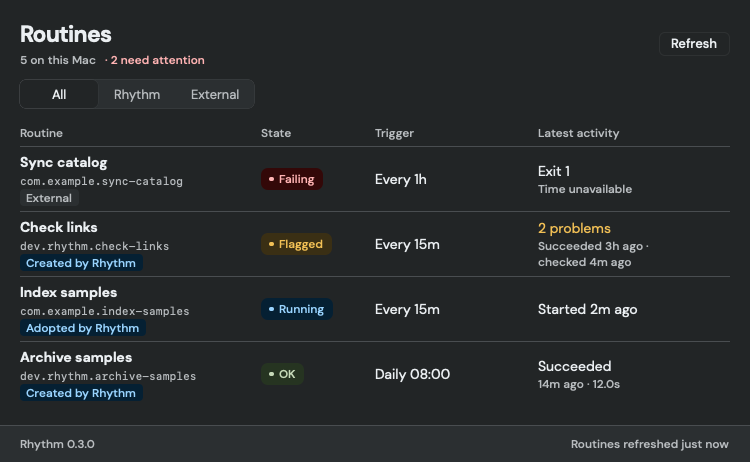 Routines
5 on this Mac · 2 need attention
Refresh
All Rhythm External
Routine State Trigger Latest activity
Sync catalog
com.example.sync-catalog
External
Failing
Every 1h
Exit 1
Time unavailable
Check links
dev.rhythm.check-links
Created by Rhythm
Flagged
Every 15m
2 problems
Succeeded 3h ago ·
checked 4m ago
Index samples
com.example.index-samples
Adopted by Rhythm
Running
Every 15m
Started 2m ago
Archive samples
dev.rhythm.archive-samples
Created by Rhythm
OK
Daily 08:00
Succeeded
14m ago · 12.0s
Rhythm 0.3.0
Routines refreshed just now